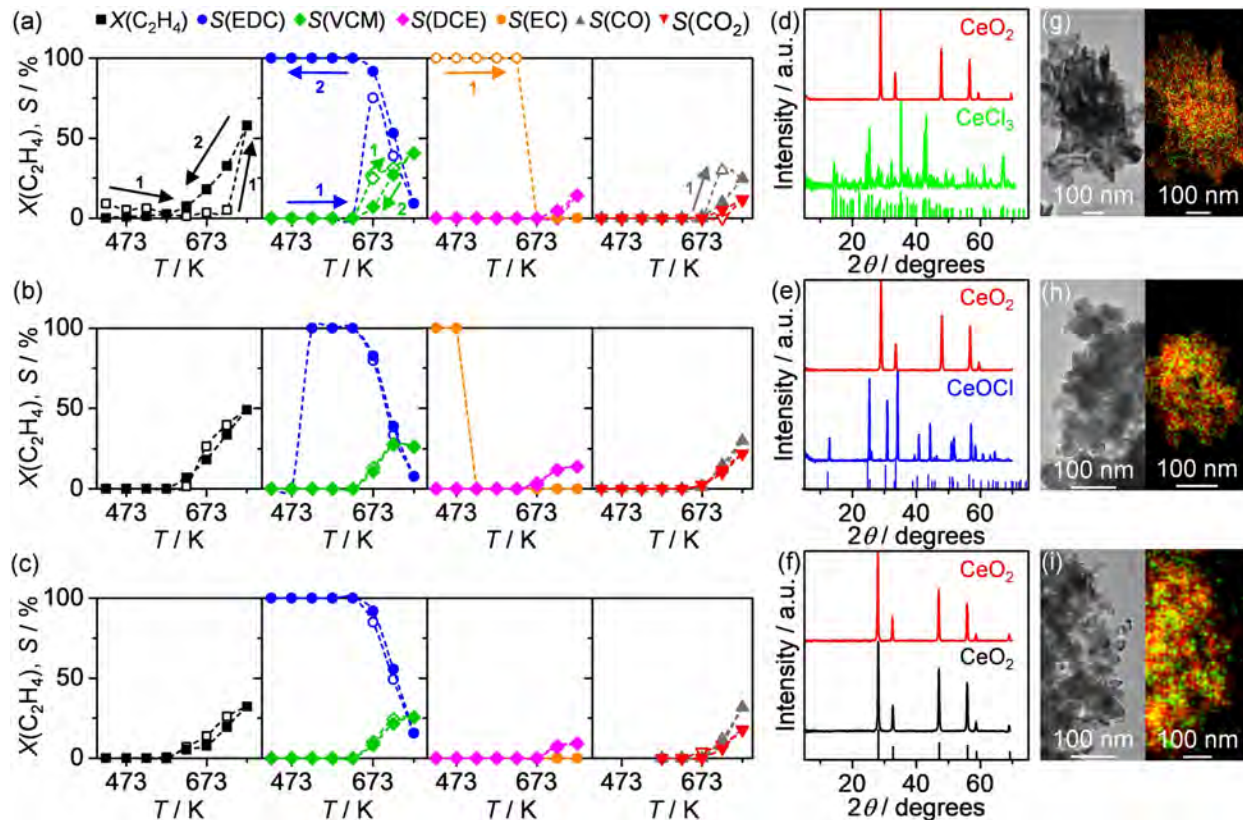 (a) X(C₂H₄) S(EDC) S(VCM) S(DCE) S(EC) S(CO) S(CO₂)
X(C₂H₄), S / %
100
75
50
25
0
1
2
1
2
1
1
2
1
1
473 673 473 673 473 673 473 673
T / K T / K T / K T / K
(b)
X(C₂H₄), S / %
100
50
0
473 673 473 673 473 673 473 673
T / K T / K T / K T / K
(c)
X(C₂H₄), S / %
100
75
50
25
0
473 673 473 673 473 673 473 673
T / K T / K T / K T / K
(d)
Intensity / a.u.
CeO₂
CeCl₃
20 40 60
2θ / degrees
(e)
Intensity / a.u.
CeO₂
CeOCl
20 40 60
2θ / degrees
(f)
Intensity / a.u.
CeO₂
CeO₂
20 40 60
2θ / degrees
(g)
100 nm 100 nm
(h)
100 nm 100 nm
(i)
100 nm 100 nm